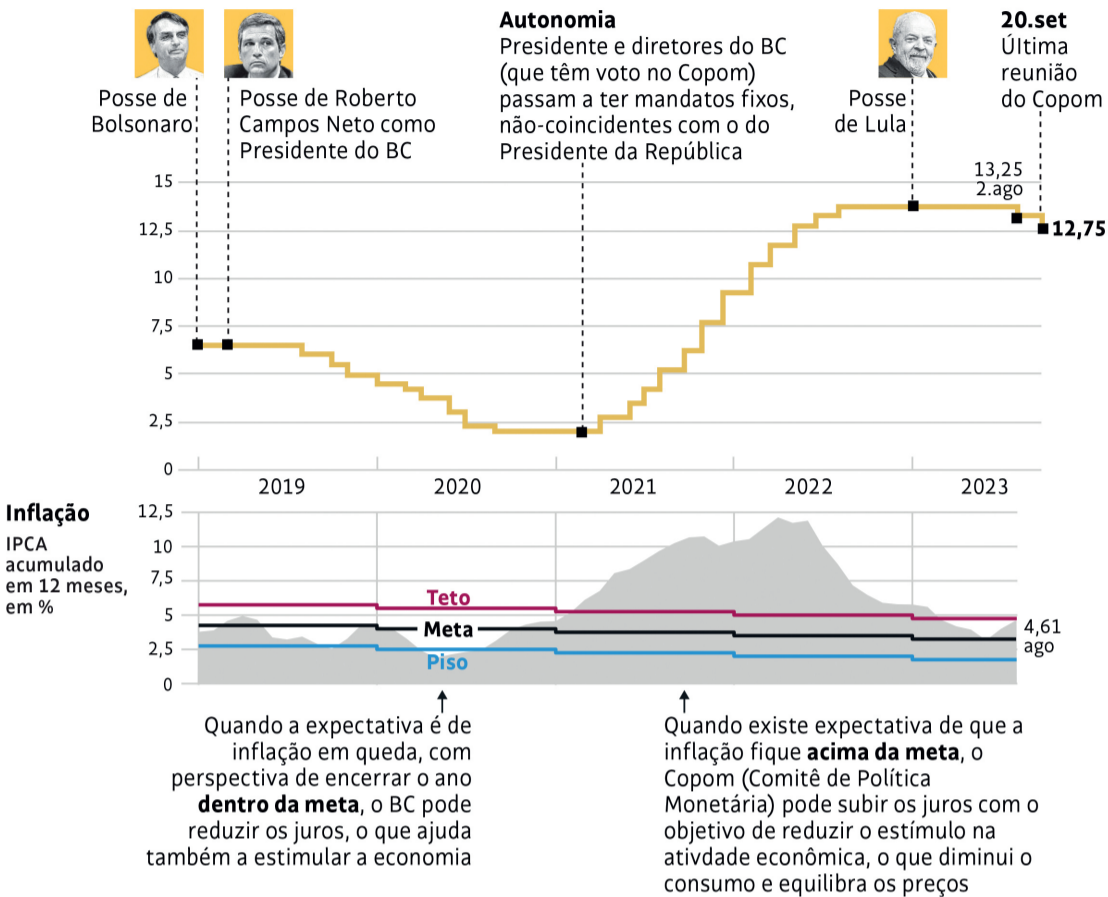 Posse de
Bolsonaro
Posse de Roberto
Campos Neto como
Presidente do BC
Autonomia
Presidente e diretores do BC
(que têm voto no Copom)
passam a ter mandatos fixos,
não-coincidentes com o do
Presidente da República
Posse
de Lula
20.set
Última
reunião
do Copom
15
12,5
10
7,5
5
2,5
0
13,25
2.ago
12,75
2019
2020
2021
2022
2023
Inflação
IPCA
acumulado
em 12 meses,
em %
12,5
10
7,5
5
2,5
0
Teto
Meta
Piso
4,61
ago
Quando a expectativa é de
inflação em queda, com
perspectiva de encerrar o ano
dentro da meta, o BC pode
reduzir os juros, o que ajuda
também a estimular a economia
Quando existe expectativa de que a
inflação fique acima da meta, o
Copom (Comitê de Política
Monetária) pode subir os juros com o
objetivo de reduzir o estímulo na
ativdade econômica, o que diminui o
consumo e equilibra os preços